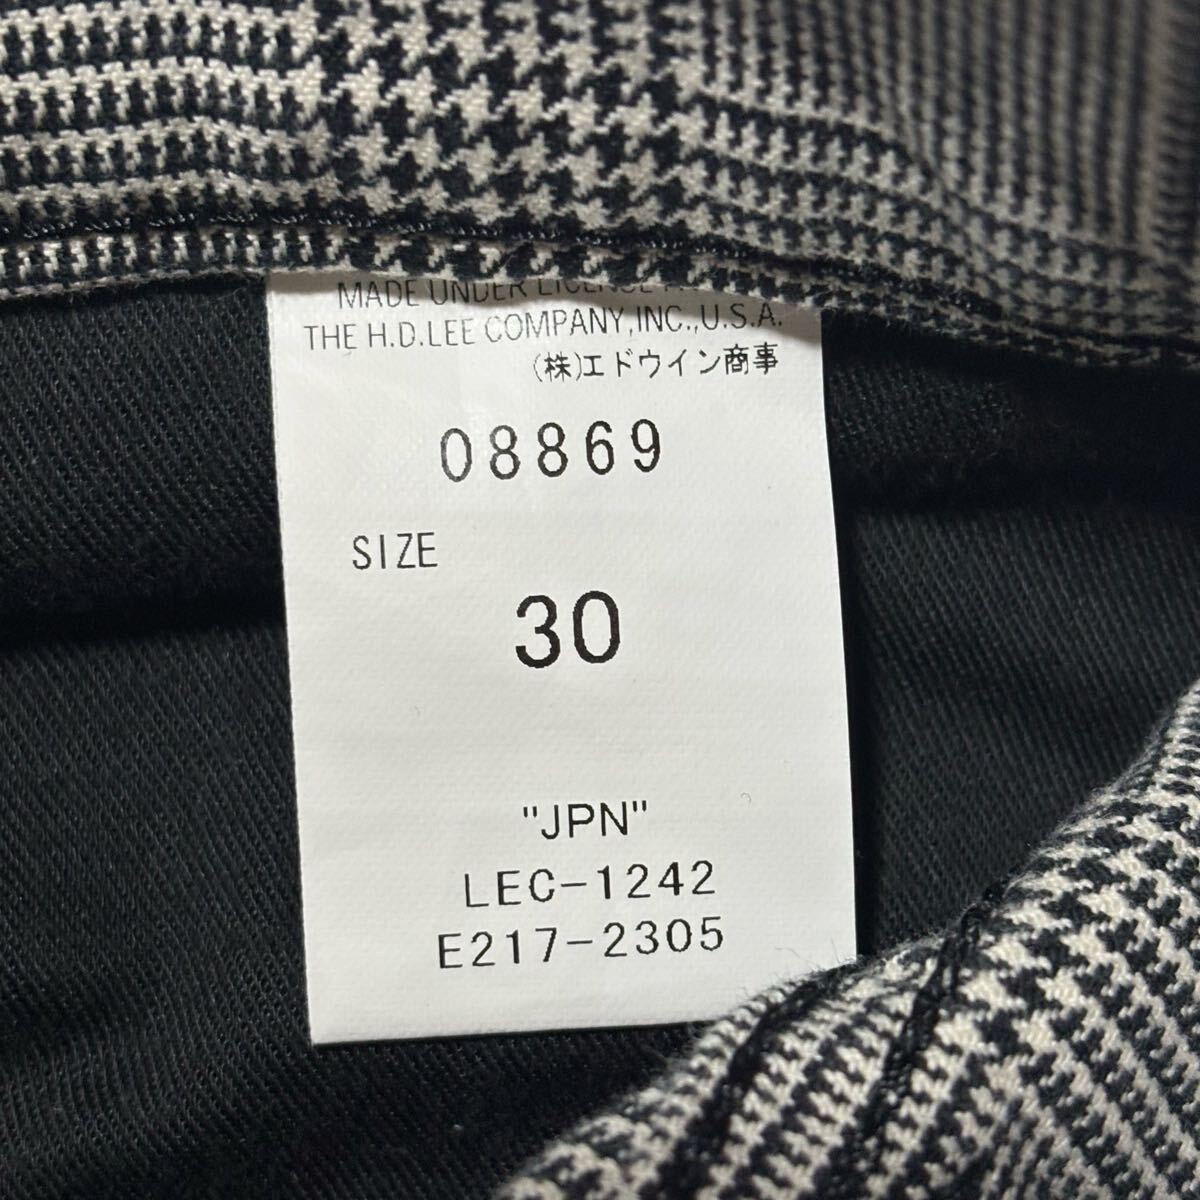 MADE UNDER LICENSE
THE H.D.LEE COMPANY,INC.,U.S.A.
(株)エドウイン商事
08869
SIZE
30
"JPN"
LEC-1242
E217-2305